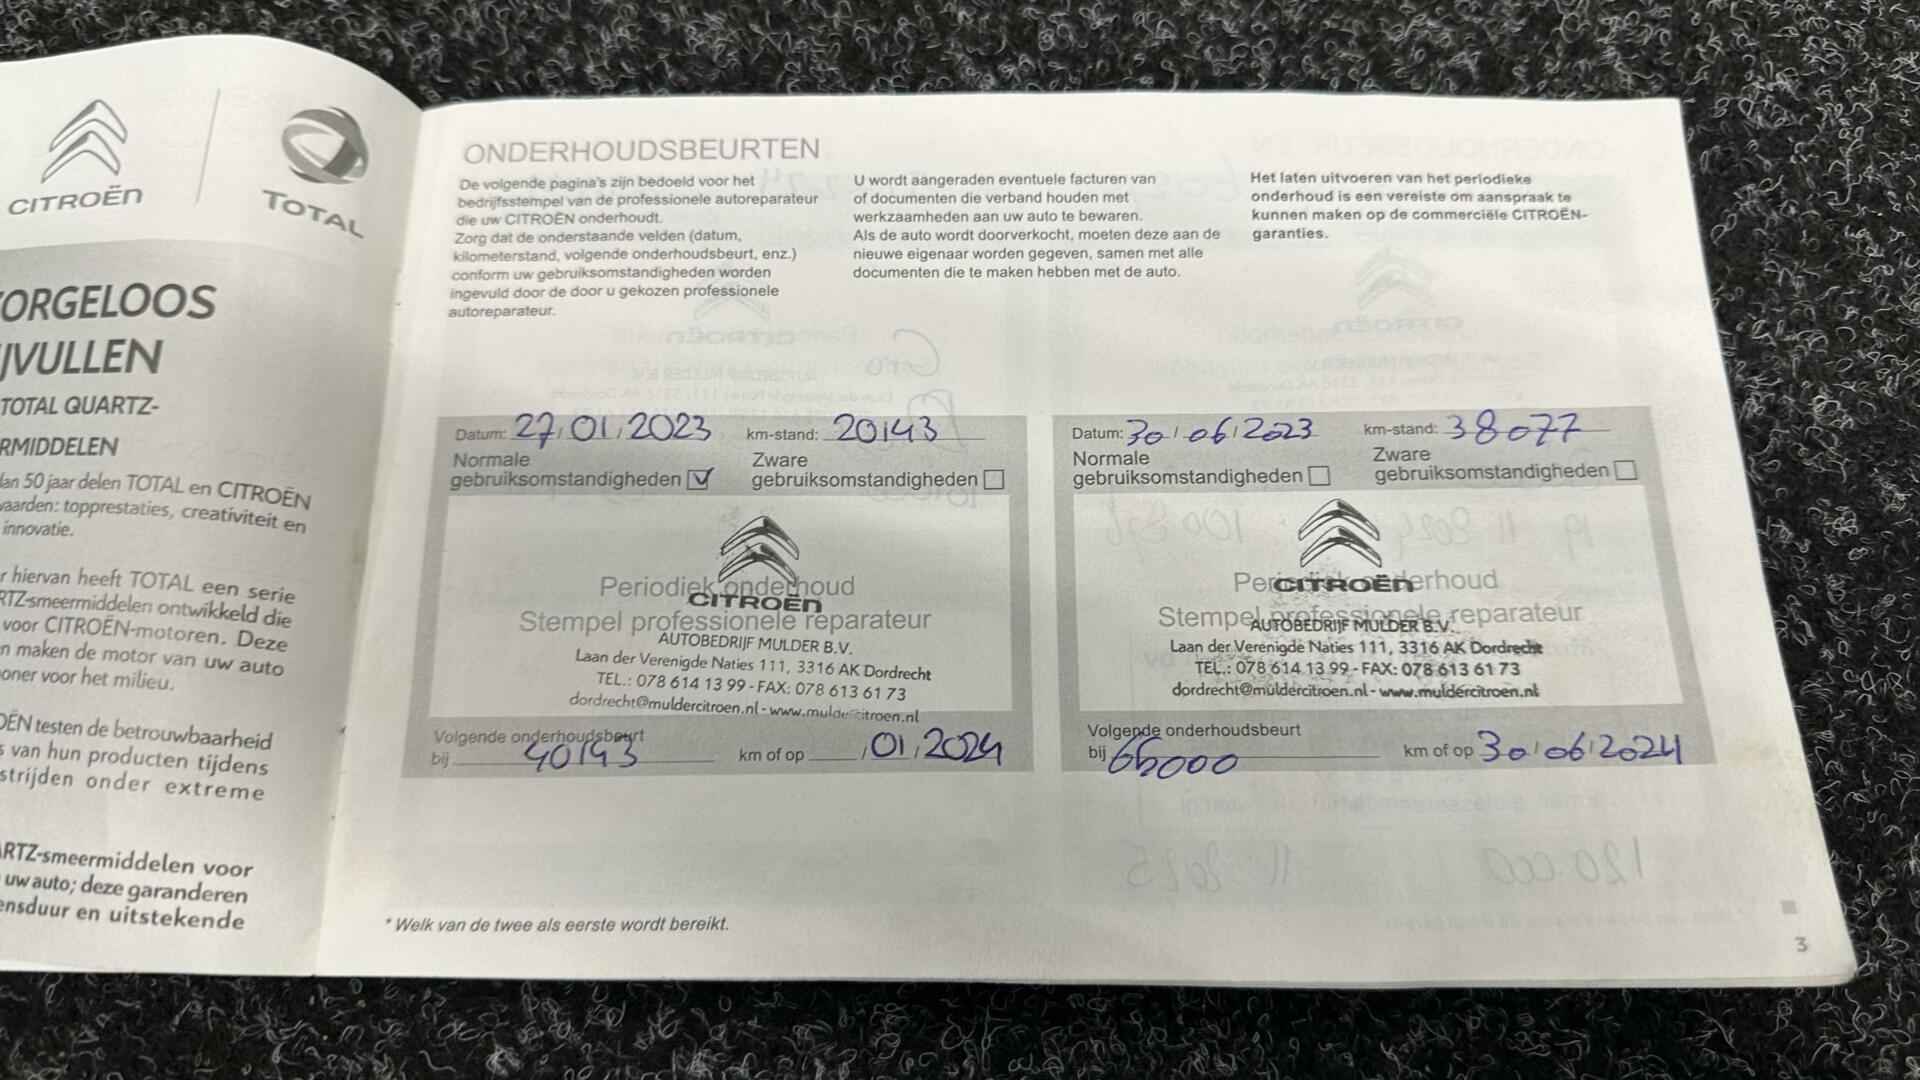 CITROËN
TOTAL
ORGELOOS
JVULLEN
TOTAL QUARTZ-
RMIDDELEN
dan 50 jaar delen TOTAL en CITROËN
vaarden: topprestaties, creativiteit en
innovatie.
r hiervan heeft TOTAL een serie
RTZ-smeermiddelen ontwikkeld die
voor CITROËN-motoren. Deze
n maken de motor van uw auto
oner voor het milieu.
OËN testen de betrouwbaarheid
s van hun producten tijdens
strijden onder extreme
ARTZ-smeermiddelen voor
uw auto; deze garanderen
ensduur en uitstekende
ONDERHOUDSBEURTEN
De volgende pagina's zijn bedoeld voor het
bedrijfsstempel van de professionele autoreparateur
die uw CITROËN onderhoudt.
Zorg dat de onderstaande velden (datum,
kilometerstand, volgende onderhoudsbeurt, enz.)
conform uw gebruiksomstandigheden worden
ingevuld door de door u gekozen professionele
autoreparateur.
U wordt aangeraden eventuele facturen van
of documenten die verband houden met
werkzaamheden aan uw auto te bewaren.
Als de auto wordt doorverkocht, moeten deze aan de
nieuwe eigenaar worden gegeven, samen met alle
documenten die te maken hebben met de auto.
Het laten uitvoeren van het periodieke
onderhoud is een vereiste om aanspraak te
kunnen maken op de commerciële CITROËN-
garanties.
Datum: 27/01/2023 km-stand: 20143
Normale
gebruiksomstandigheden
Zware
gebruiksomstandigheden
Periodiek onderhoud
CITROËN
Stempel professionele reparateur
AUTOBEDRIJF MULDER B.V.
Laan der Verenigde Naties 111, 3316 AK Dordrecht
TEL.: 078 614 13 99 - FAX: 078 613 61 73
dordrecht@muldercitroen.nl - www.muldercitroen.nl
Volgende onderhoudsbeurt
bij 40143 km of op /01/2024
Datum: 30/06/2023 km-stand: 38077
Normale
gebruiksomstandigheden
Zware
gebruiksomstandigheden
Periodiek onderhoud
CITROËN
Stempel professionele reparateur
AUTOBEDRIJF MULDER B.V.
Laan der Verenigde Naties 111, 3316 AK Dordrecht
TEL.: 078 614 13 99 - FAX: 078 613 61 73
dordrecht@muldercitroen.nl - www.muldercitroen.nl
Volgende onderhoudsbeurt
bij 66000 km of op 30/06/2024
* Welk van de twee als eerste wordt bereikt.
3